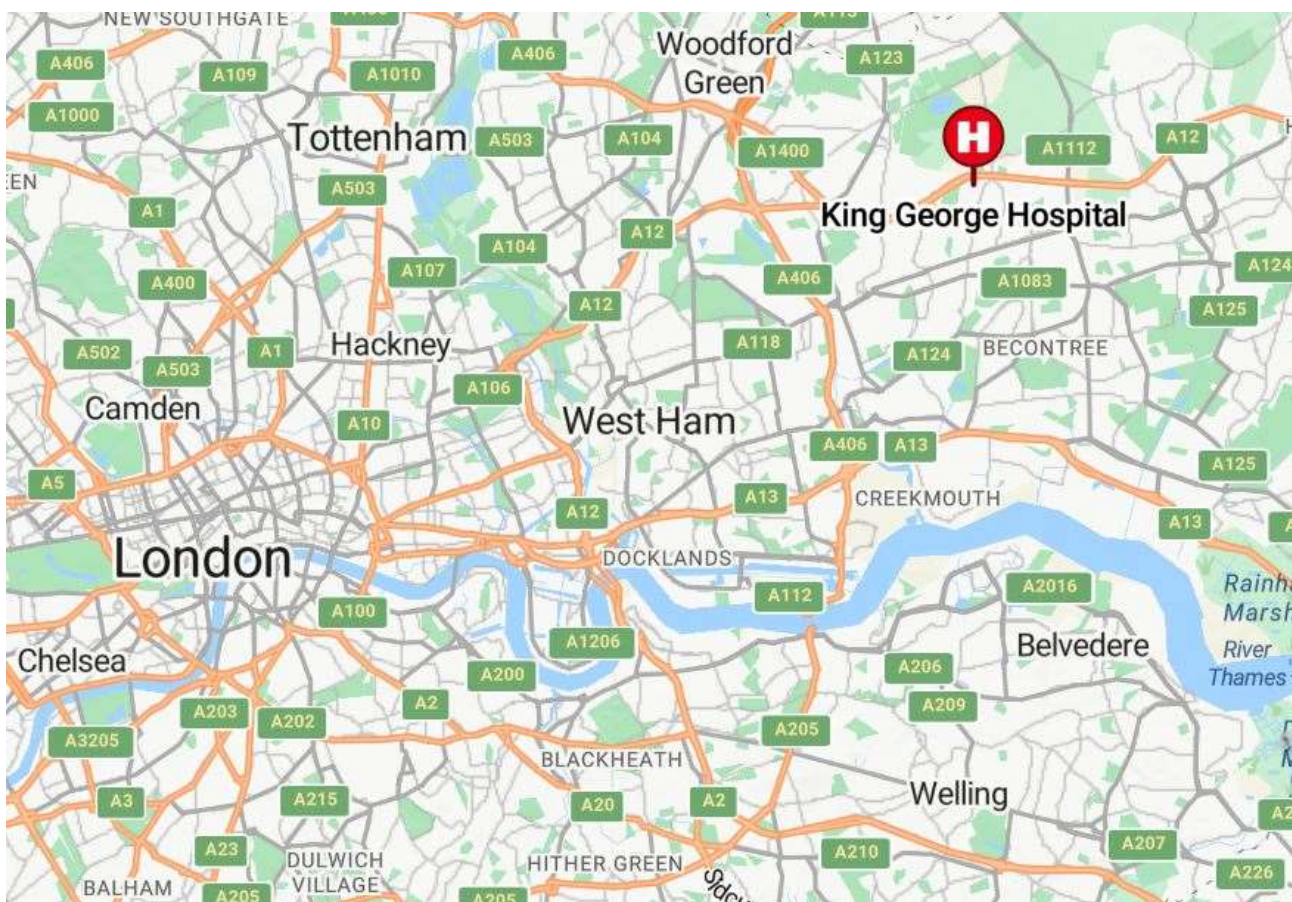 NEW SOUTHGATE
A406
A109
A1010
A406
Woodford
Green
A123
A1000
Tottenham
A503
A104
A1400
H
A1112
A12
A503
A1
A12
King George Hospital
A104
A107
A400
A406
A1083
A124
A12
A125
A502
A503
A1
Hackney
A118
A124
BECONTREE
A106
Camden
A10
West Ham
A406
A13
A5
A125
A13
CREEKMOUTH
A12
A13
London
DOCKLANDS
A112
A2016
A100
A1206
Belvedere
River
Thames
Chelsea
A200
A206
A203
A202
A2
A209
A3205
A205
BLACKHEATH
Welling
A3
A215
A20
A2
A23
A210
A207
DULWICH
VILLAGE
HITHER GREEN
A226
BALHAM
A205